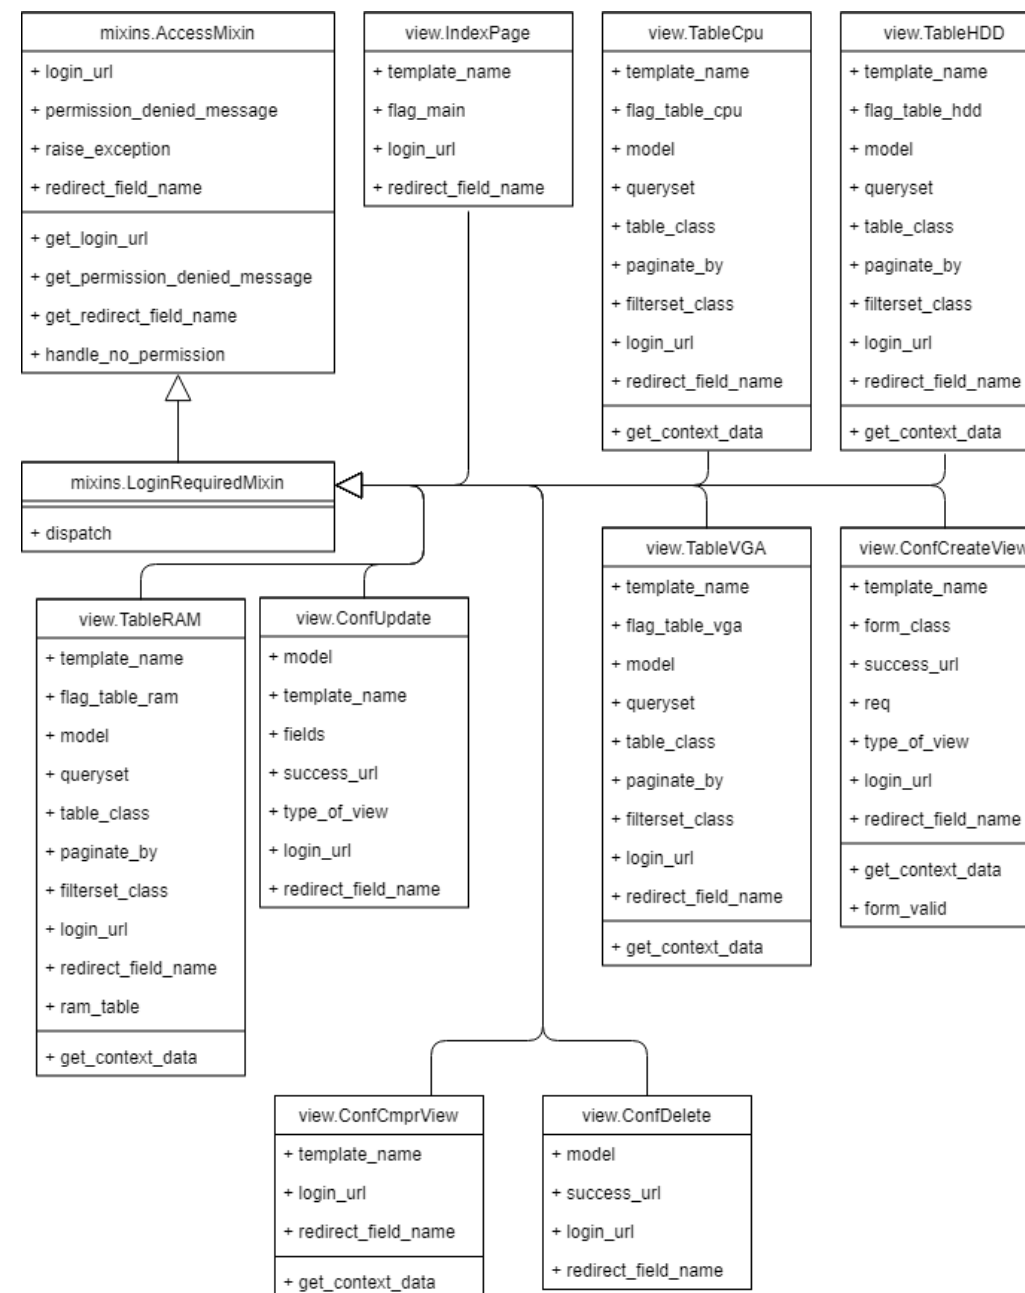 mixins.AccessMixin
+ login_url
+ permission_denied_message
+ raise_exception
+ redirect_field_name
+ get_login_url
+ get_permission_denied_message
+ get_redirect_field_name
+ handle_no_permission
view.IndexPage
+ template_name
+ flag_main
+ login_url
+ redirect_field_name
view.TableCpu
+ template_name
+ flag_table_cpu
+ model
+ queryset
+ table_class
+ paginate_by
+ filterset_class
+ login_url
+ redirect_field_name
+ get_context_data
view.TableHDD
+ template_name
+ flag_table_hdd
+ model
+ queryset
+ table_class
+ paginate_by
+ filterset_class
+ login_url
+ redirect_field_name
+ get_context_data
mixins.LoginRequiredMixin
+ dispatch
view.TableRAM
+ template_name
+ flag_table_ram
+ model
+ queryset
+ table_class
+ paginate_by
+ filterset_class
+ login_url
+ redirect_field_name
+ ram_table
+ get_context_data
view.ConfUpdate
+ model
+ template_name
+ fields
+ success_url
+ type_of_view
+ login_url
+ redirect_field_name
view.TableVGA
+ template_name
+ flag_table_vga
+ model
+ queryset
+ table_class
+ paginate_by
+ filterset_class
+ login_url
+ redirect_field_name
+ get_context_data
view.ConfCreateView
+ template_name
+ form_class
+ success_url
+ req
+ type_of_view
+ login_url
+ redirect_field_name
+ get_context_data
+ form_valid
view.ConfCmprView
+ template_name
+ login_url
+ redirect_field_name
+ get_context_data
view.ConfDelete
+ model
+ success_url
+ login_url
+ redirect_field_name